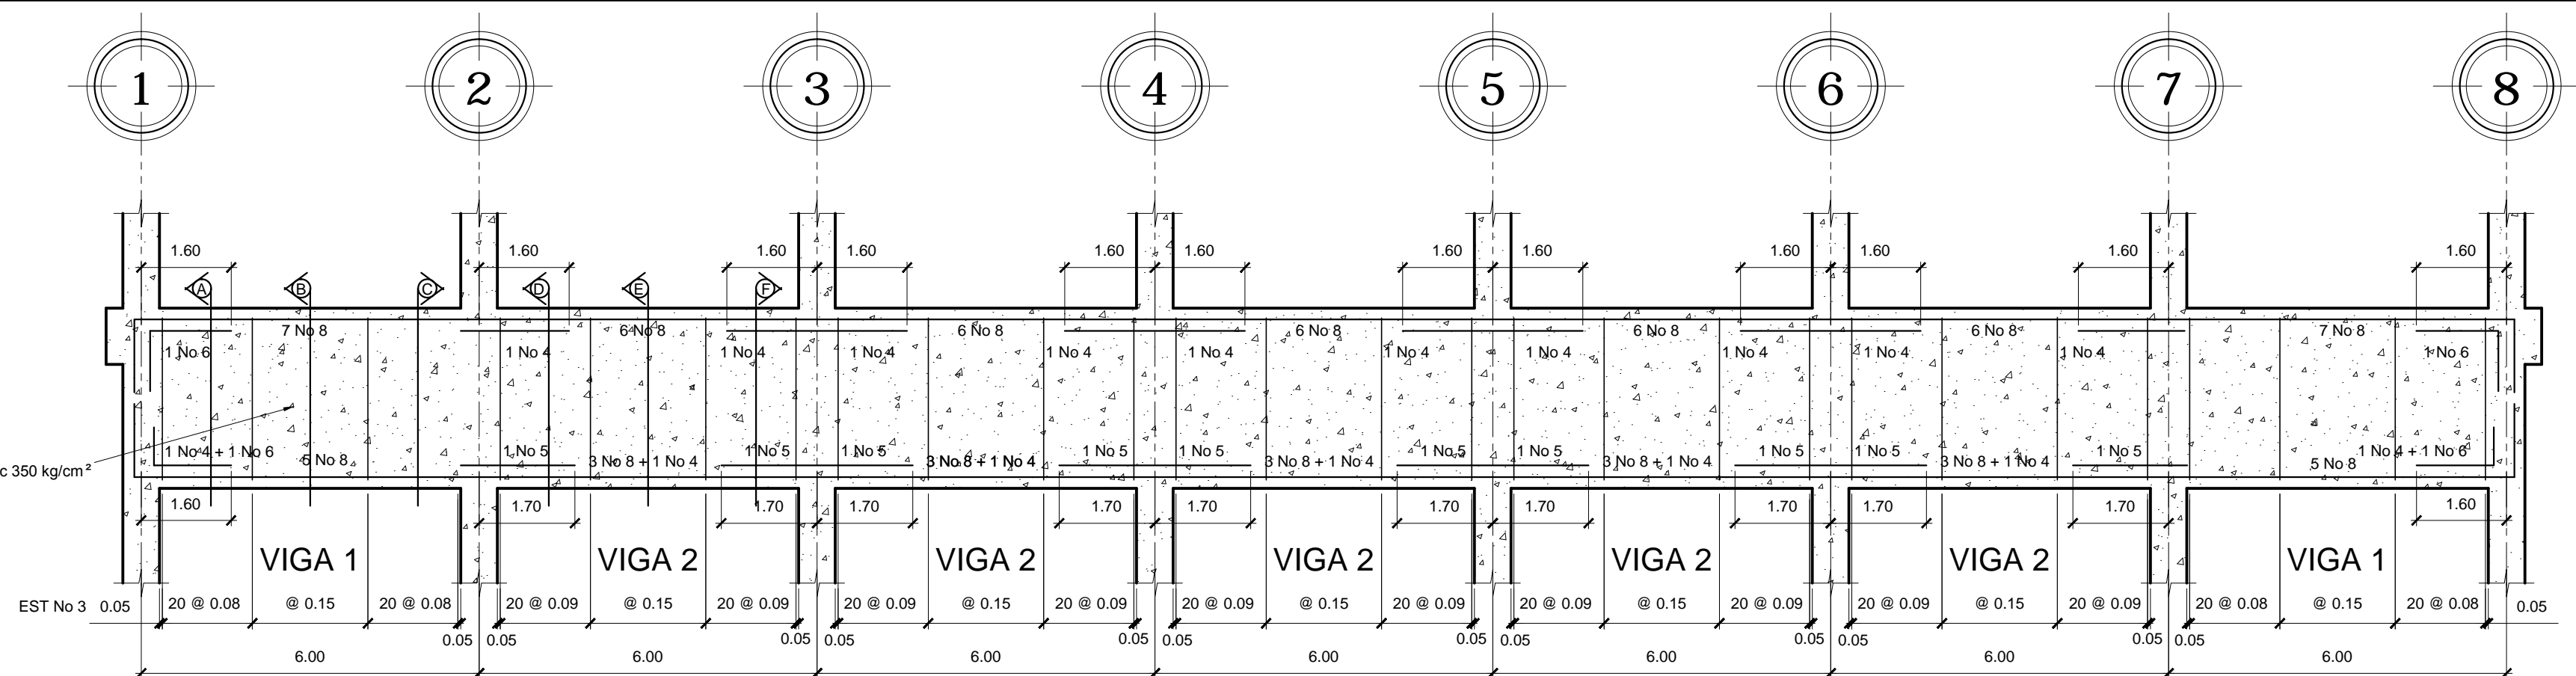 1 2 3 4 5 6 7 8
1.60 1.60 1.60 1.60 1.60 1.60 1.60 1.60 1.60 1.60 1.60 1.60
A B C D E F
7 No 8 6 No 8 6 No 8 6 No 8 6 No 8 6 No 8 7 No 8
1 No 6 1 No 4 1 No 4 1 No 4 1 No 4 1 No 4 1 No 4 1 No 4 1 No 4 1 No 4 1 No 4 1 No 6
1 No 4 + 1 No 6 1 No 5 1 No 5 1 No 5 1 No 5 1 No 5 1 No 5 1 No 5 1 No 5 1 No 5 1 No 5 1 No 4 + 1 No 6
5 No 8 3 No 8 + 1 No 4 3 No 8 + 1 No 4 3 No 8 + 1 No 4 3 No 8 + 1 No 4 3 No 8 + 1 No 4 5 No 8
c 350 kg/cm²
1.60 1.70 1.70 1.70 1.70 1.70 1.70 1.70 1.70 1.70 1.70 1.60
VIGA 1 VIGA 2 VIGA 2 VIGA 2 VIGA 2 VIGA 2 VIGA 1
EST No 3 0.05 20 @ 0.08 @ 0.15 20 @ 0.08 20 @ 0.09 @ 0.15 20 @ 0.09 20 @ 0.09 @ 0.15 20 @ 0.09 20 @ 0.09 @ 0.15 20 @ 0.09 20 @ 0.09 @ 0.15 20 @ 0.09 20 @ 0.09 @ 0.15 20 @ 0.09 20 @ 0.08 @ 0.15 20 @ 0.08 0.05
0.05 0.05 0.05 0.05 0.05 0.05 0.05 0.05 0.05 0.05 0.05 0.05
6.00 6.00 6.00 6.00 6.00 6.00 6.00